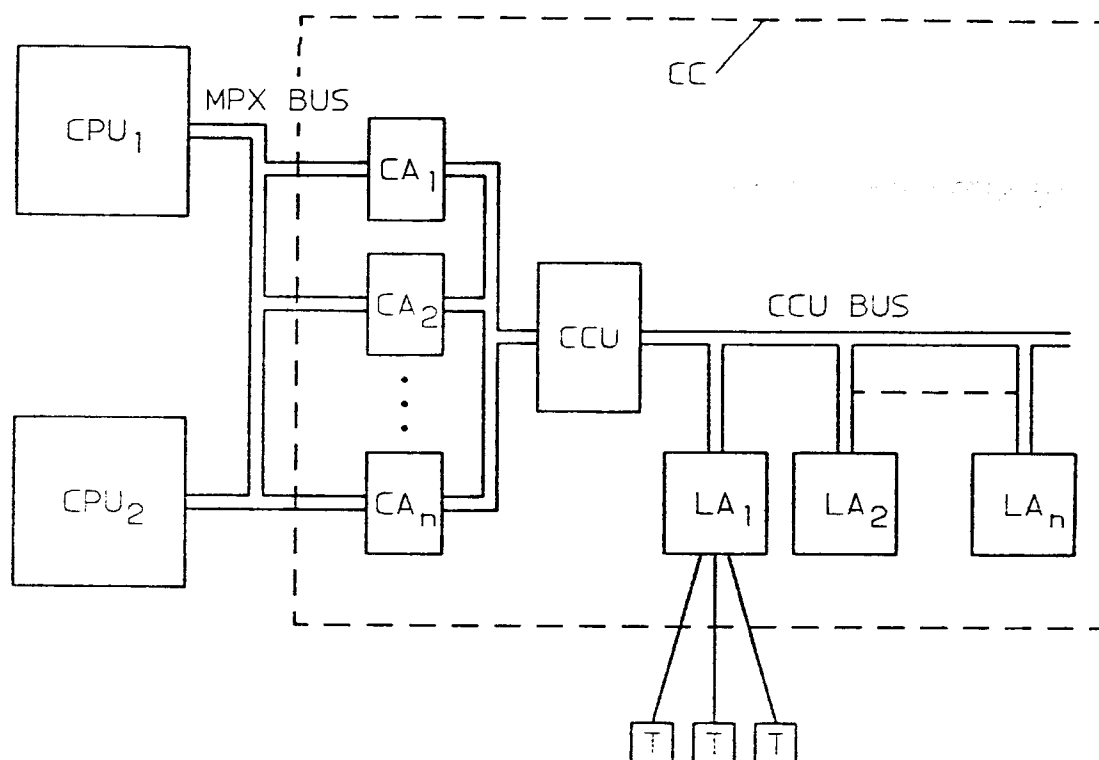 CC
MPX BUS
CPU₁
CA₁
CA₂
CCU
CCU BUS
CPU₂
CAₙ
LA₁
LA₂
LAₙ
T T T